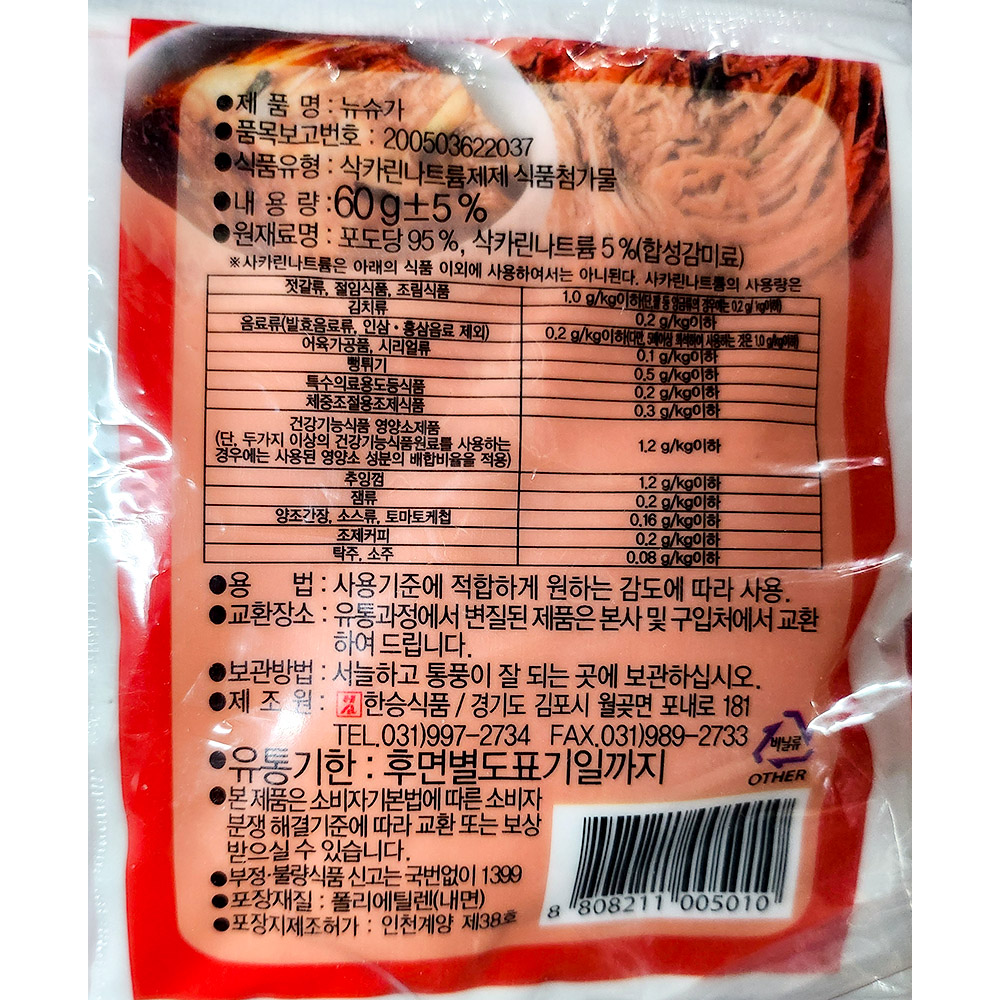 ●제 품 명 : 뉴슈가
●품목보고번호 : 200503622037
●식품유형 : 삭카린나트륨제제 식품첨가물
●내 용 량 :60g±5%
●원재료명 : 포도당 95%, 삭카린나트륨 5%(합성감미료)
※사카린나트륨은 아래의 식품 이외에 사용하여서는 아니된다. 사카린나트륨의 사용량은
젓갈류, 절임식품, 조림식품 1.0 g/kg이하
김치류 0.2 g/kg이하
음료류(발효음료류, 인삼·홍삼음료 제외) 0.2 g/kg이하
어육가공품, 시리얼류 0.1 g/kg이하
뻥튀기 0.5 g/kg이하
특수의료용도등식품 0.2 g/kg이하
체중조절용조제식품 0.3 g/kg이하
건강기능식품 영양소제품
(단, 두가지 이상의 건강기능식품원료를 사용하는 1.2 g/kg이하
경우에는 사용된 영양소 성분의 배합비율을 적용)
추잉껌 1.2 g/kg이하
잼류 0.2 g/kg이하
양조간장, 소스류, 토마토케첩 0.16 g/kg이하
조제커피 0.2 g/kg이하
탁주, 소주 0.08 g/kg이하
●용 법 : 사용기준에 적합하게 원하는 감도에 따라 사용.
●교환장소 : 유통과정에서 변질된 제품은 본사 및 구입처에서 교환
하여 드립니다.
●보관방법 : 서늘하고 통풍이 잘 되는 곳에 보관하십시오.
●제 조 원 : 한승식품 / 경기도 김포시 월곶면 포내로 181
TEL.031)997-2734 FAX.031)989-2733
비닐류
OTHER
●유통기한 : 후면별도표기일까지
●본 제품은 소비자기본법에 따른 소비자
분쟁 해결기준에 따라 교환 또는 보상
받으실 수 있습니다.
●부정·불량식품 신고는 국번없이 1399
●포장재질 : 폴리에틸렌(내면)
●포장지제조허가 : 인천계양 제38호
8 808211 005010